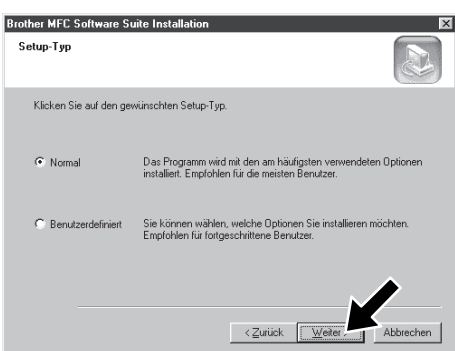 Brother MFC Software Suite Installation
Setup-Typ
Klicken Sie auf den gewünschten Setup-Typ.
Normal
Das Programm wird mit den am häufigsten verwendeten Optionen
installiert. Empfohlen für die meisten Benutzer.
Benutzerdefiniert
Sie können wählen, welche Optionen Sie installieren möchten.
Empfohlen für fortgeschrittene Benutzer.
< Zurück
Weiter >
Abbrechen